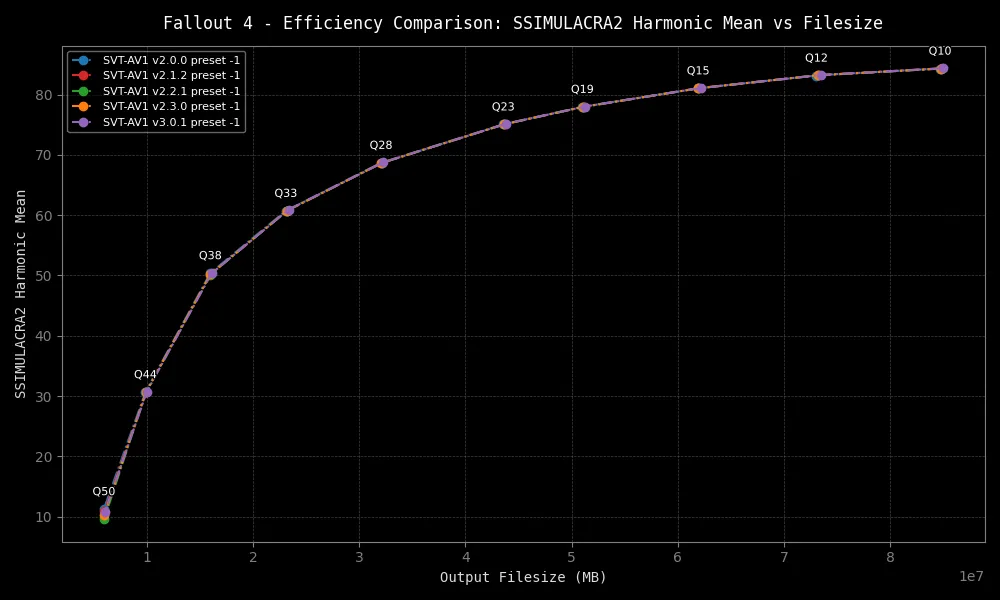 Fallout 4 - Efficiency Comparison: SSIMULACRA2 Harmonic Mean vs Filesize
SVT-AV1 v2.0.0 preset -1
SVT-AV1 v2.1.2 preset -1
SVT-AV1 v2.2.1 preset -1
SVT-AV1 v2.3.0 preset -1
SVT-AV1 v3.0.1 preset -1
Q10
Q12
Q15
Q19
Q23
Q28
Q33
Q38
Q44
Q50
SSIMULACRA2 Harmonic Mean
80
70
60
50
40
30
20
10
1 2 3 4 5 6 7 8
1e7
Output Filesize (MB)